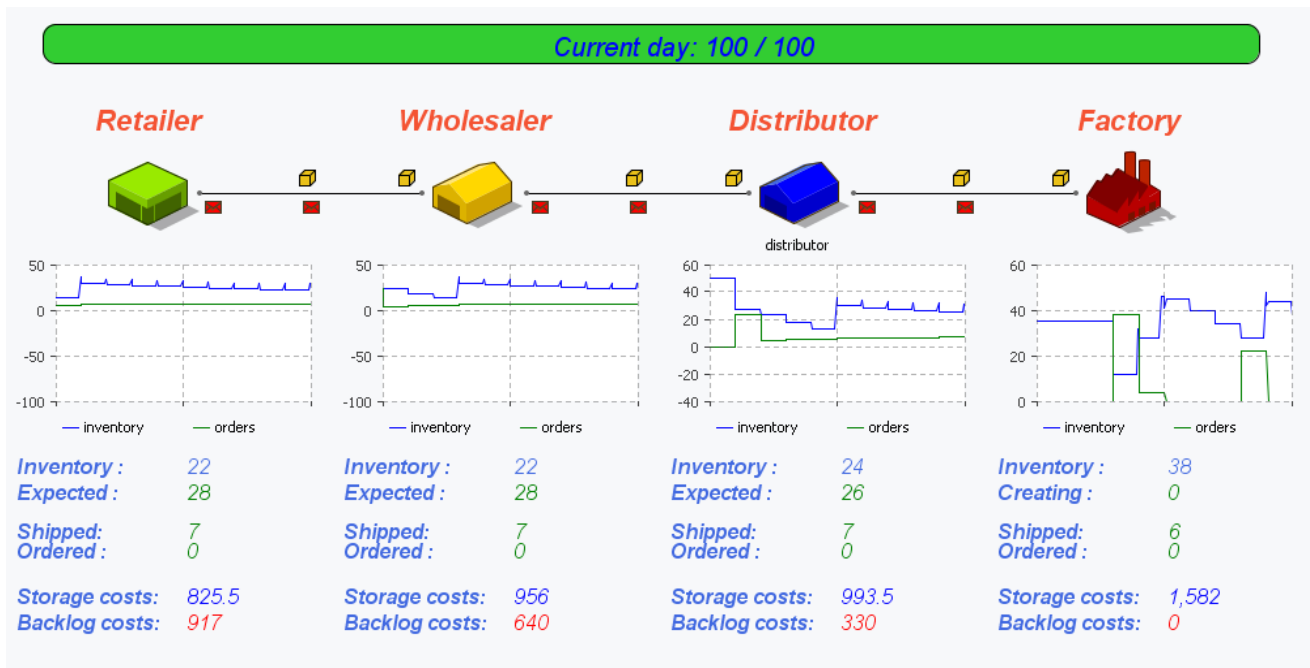 Current day: 100 / 100
Retailer Wholesaler Distributor Factory
distributor
50 50 60 60
0 0 40 40
-50 -50 20 20
-100 -100 0 0
-20
-40
inventory orders inventory orders inventory orders inventory orders
Inventory : 22 Inventory : 22 Inventory : 24 Inventory : 38
Expected : 28 Expected : 28 Expected : 26 Creating : 0
Shipped: 7 Shipped: 7 Shipped: 7 Shipped: 6
Ordered : 0 Ordered : 0 Ordered : 0 Ordered : 0
Storage costs: 825.5 Storage costs: 956 Storage costs: 993.5 Storage costs: 1,582
Backlog costs: 917 Backlog costs: 640 Backlog costs: 330 Backlog costs: 0